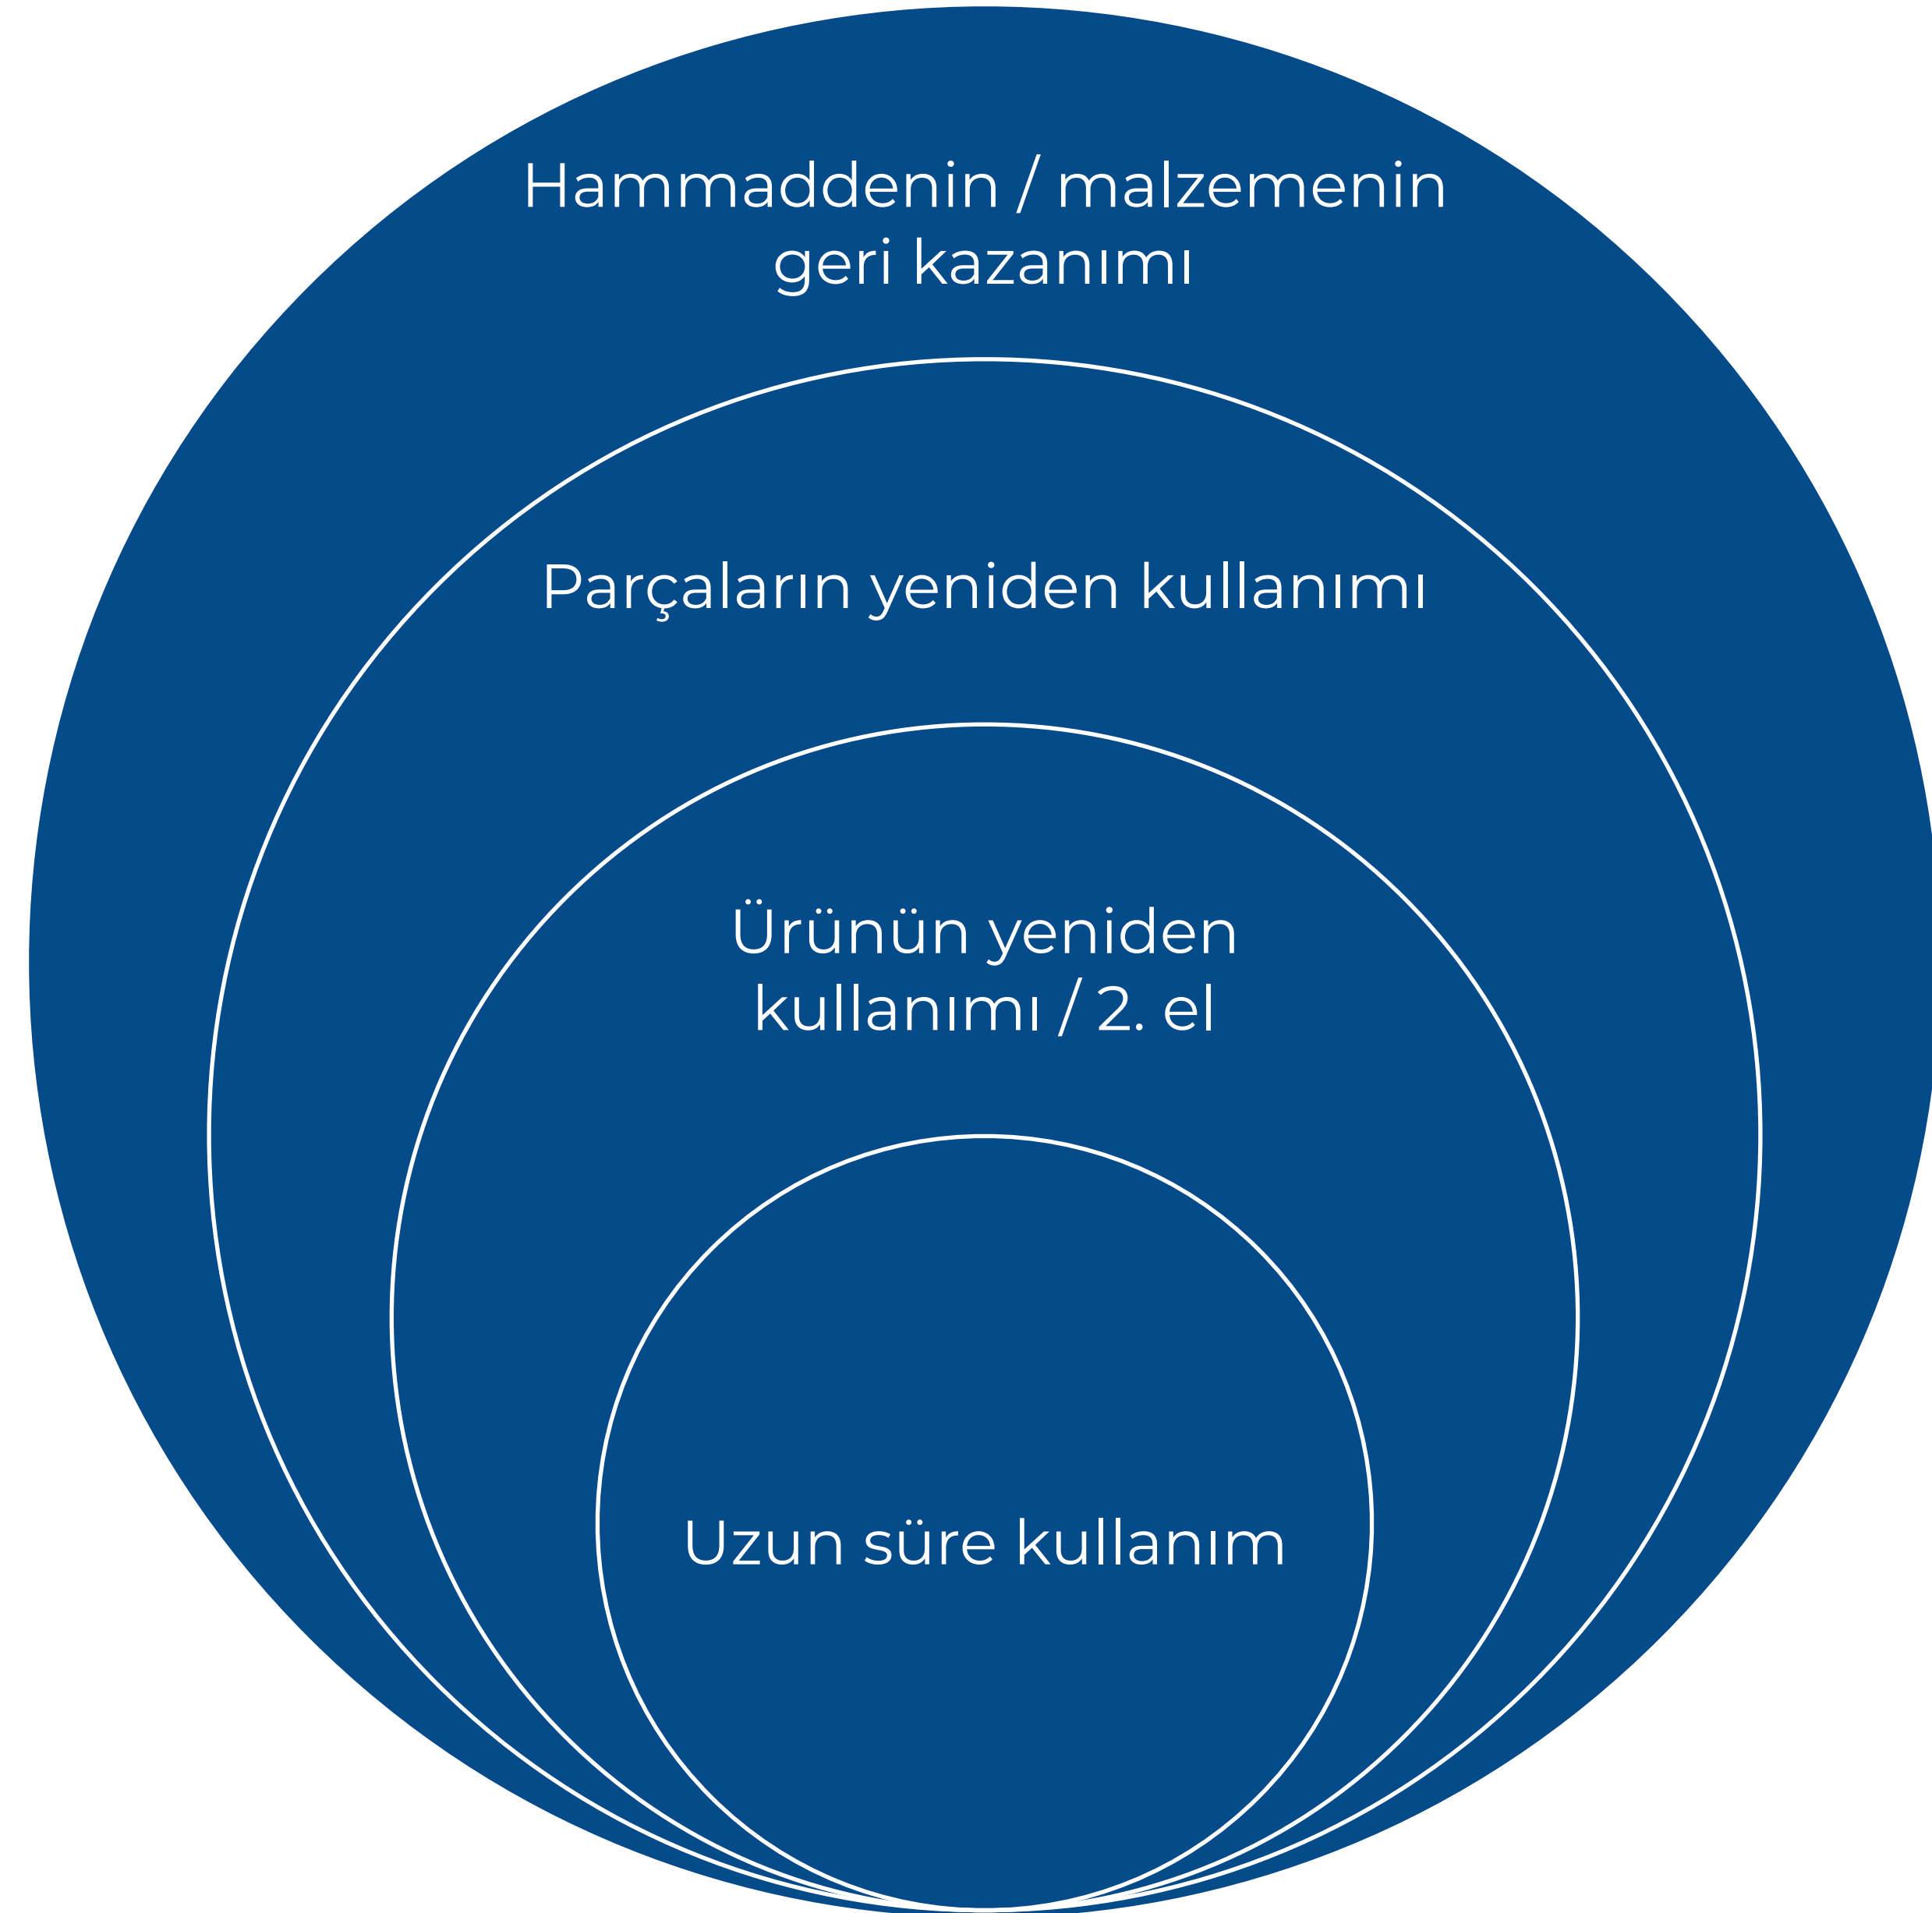 Hammaddenin / malzemenin
geri kazanımı
Parçaların yeniden kullanımı
Ürünün yeniden
kullanımı / 2. el
Uzun süre kullanım